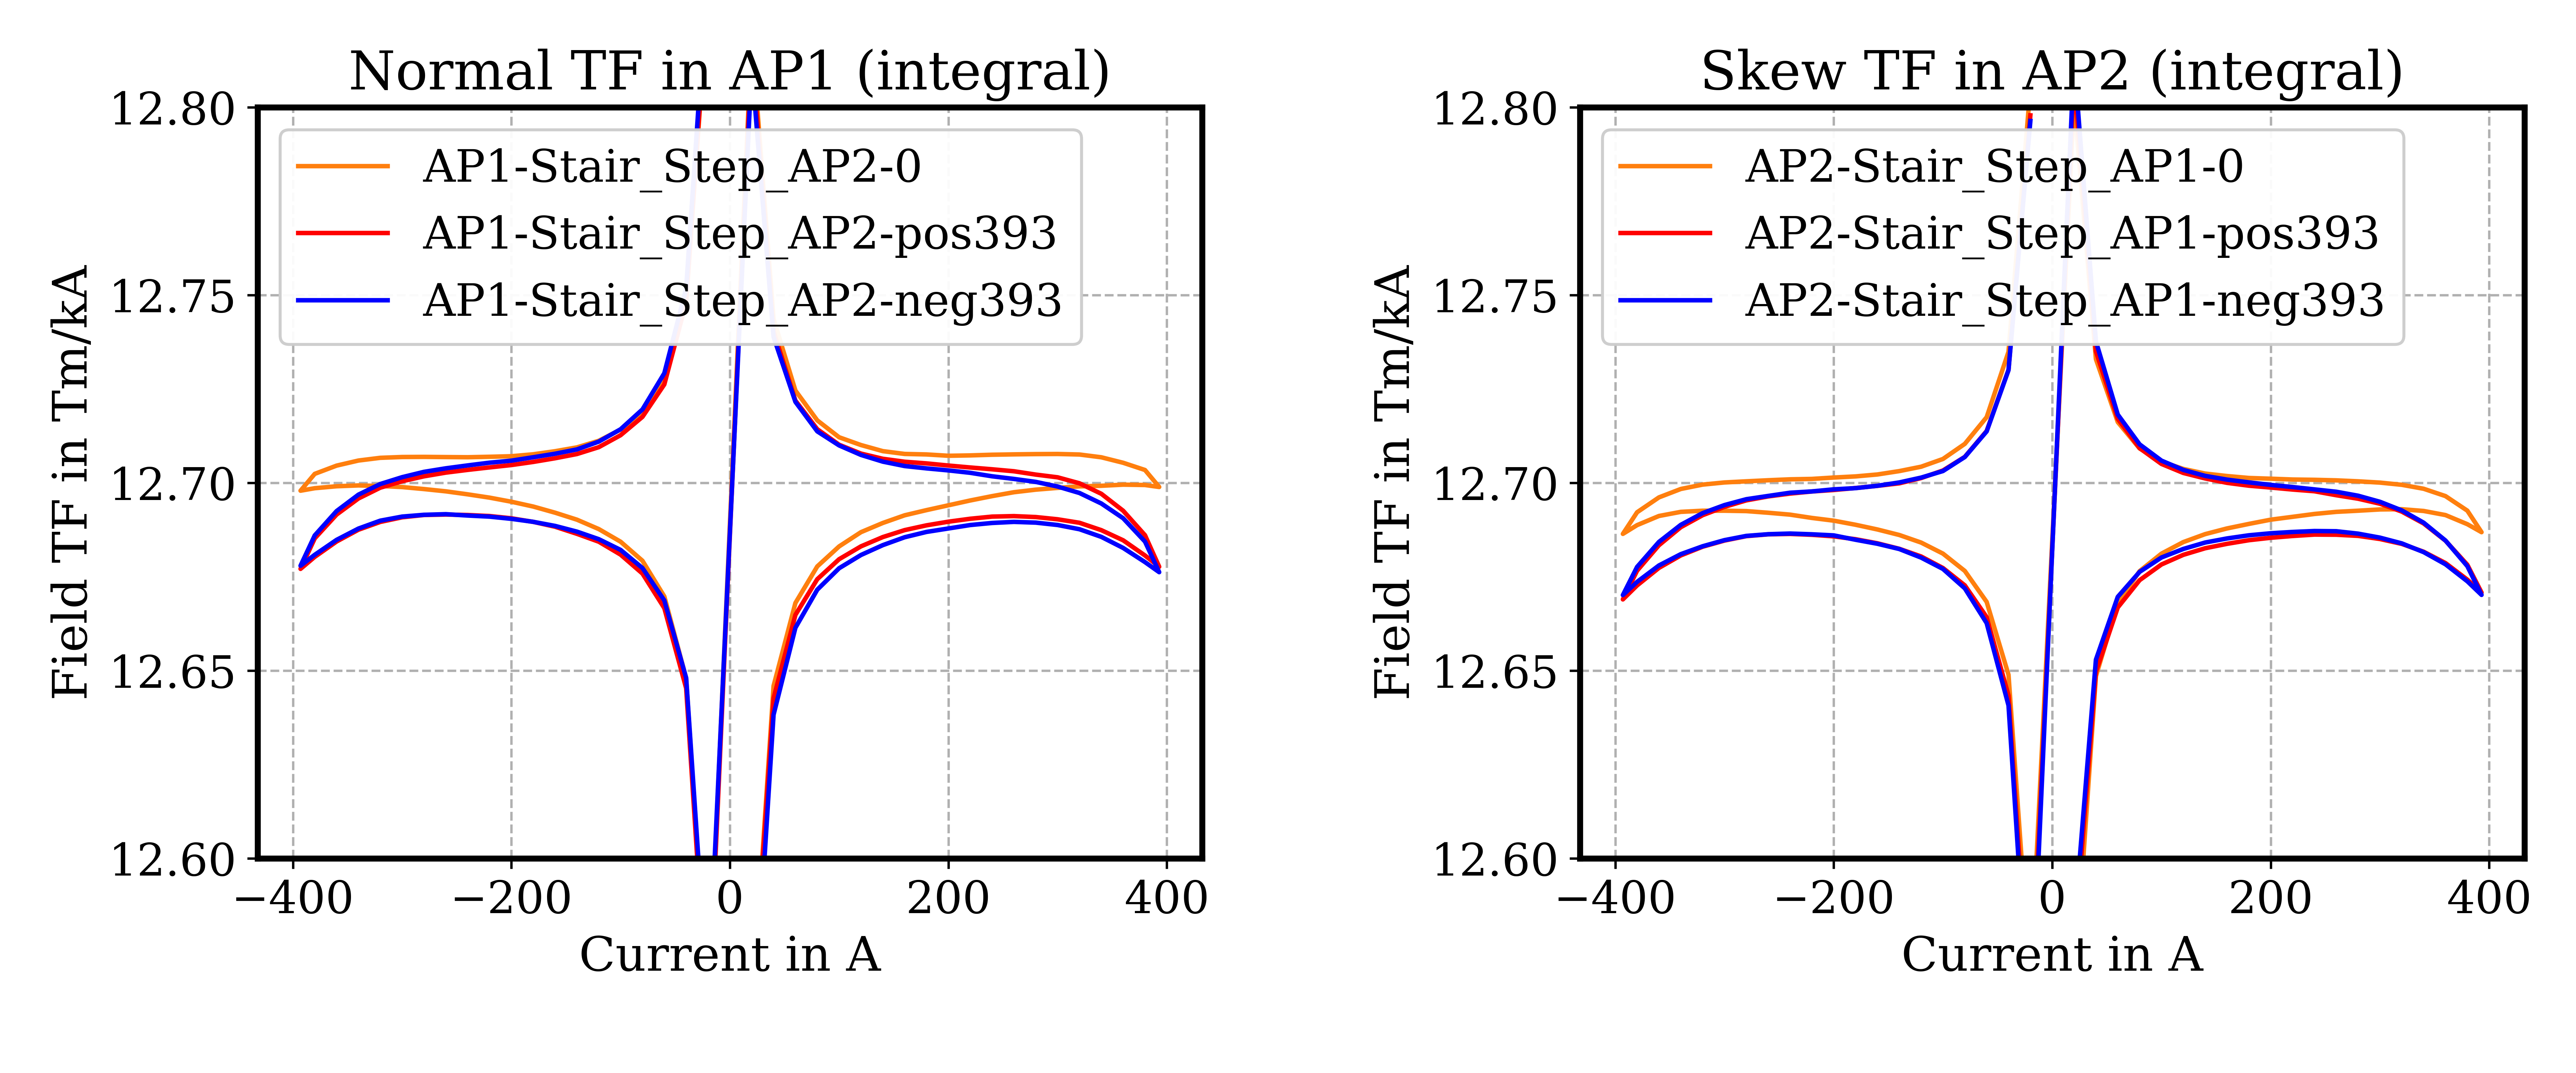 Normal TF in AP1 (integral)
Field TF in Tm/kA
12.80
12.75
12.70
12.65
12.60
AP1-Stair_Step_AP2-0
AP1-Stair_Step_AP2-pos393
AP1-Stair_Step_AP2-neg393
−400 −200 0 200 400
Current in A
Skew TF in AP2 (integral)
Field TF in Tm/kA
12.80
12.75
12.70
12.65
12.60
AP2-Stair_Step_AP1-0
AP2-Stair_Step_AP1-pos393
AP2-Stair_Step_AP1-neg393
−400 −200 0 200 400
Current in A